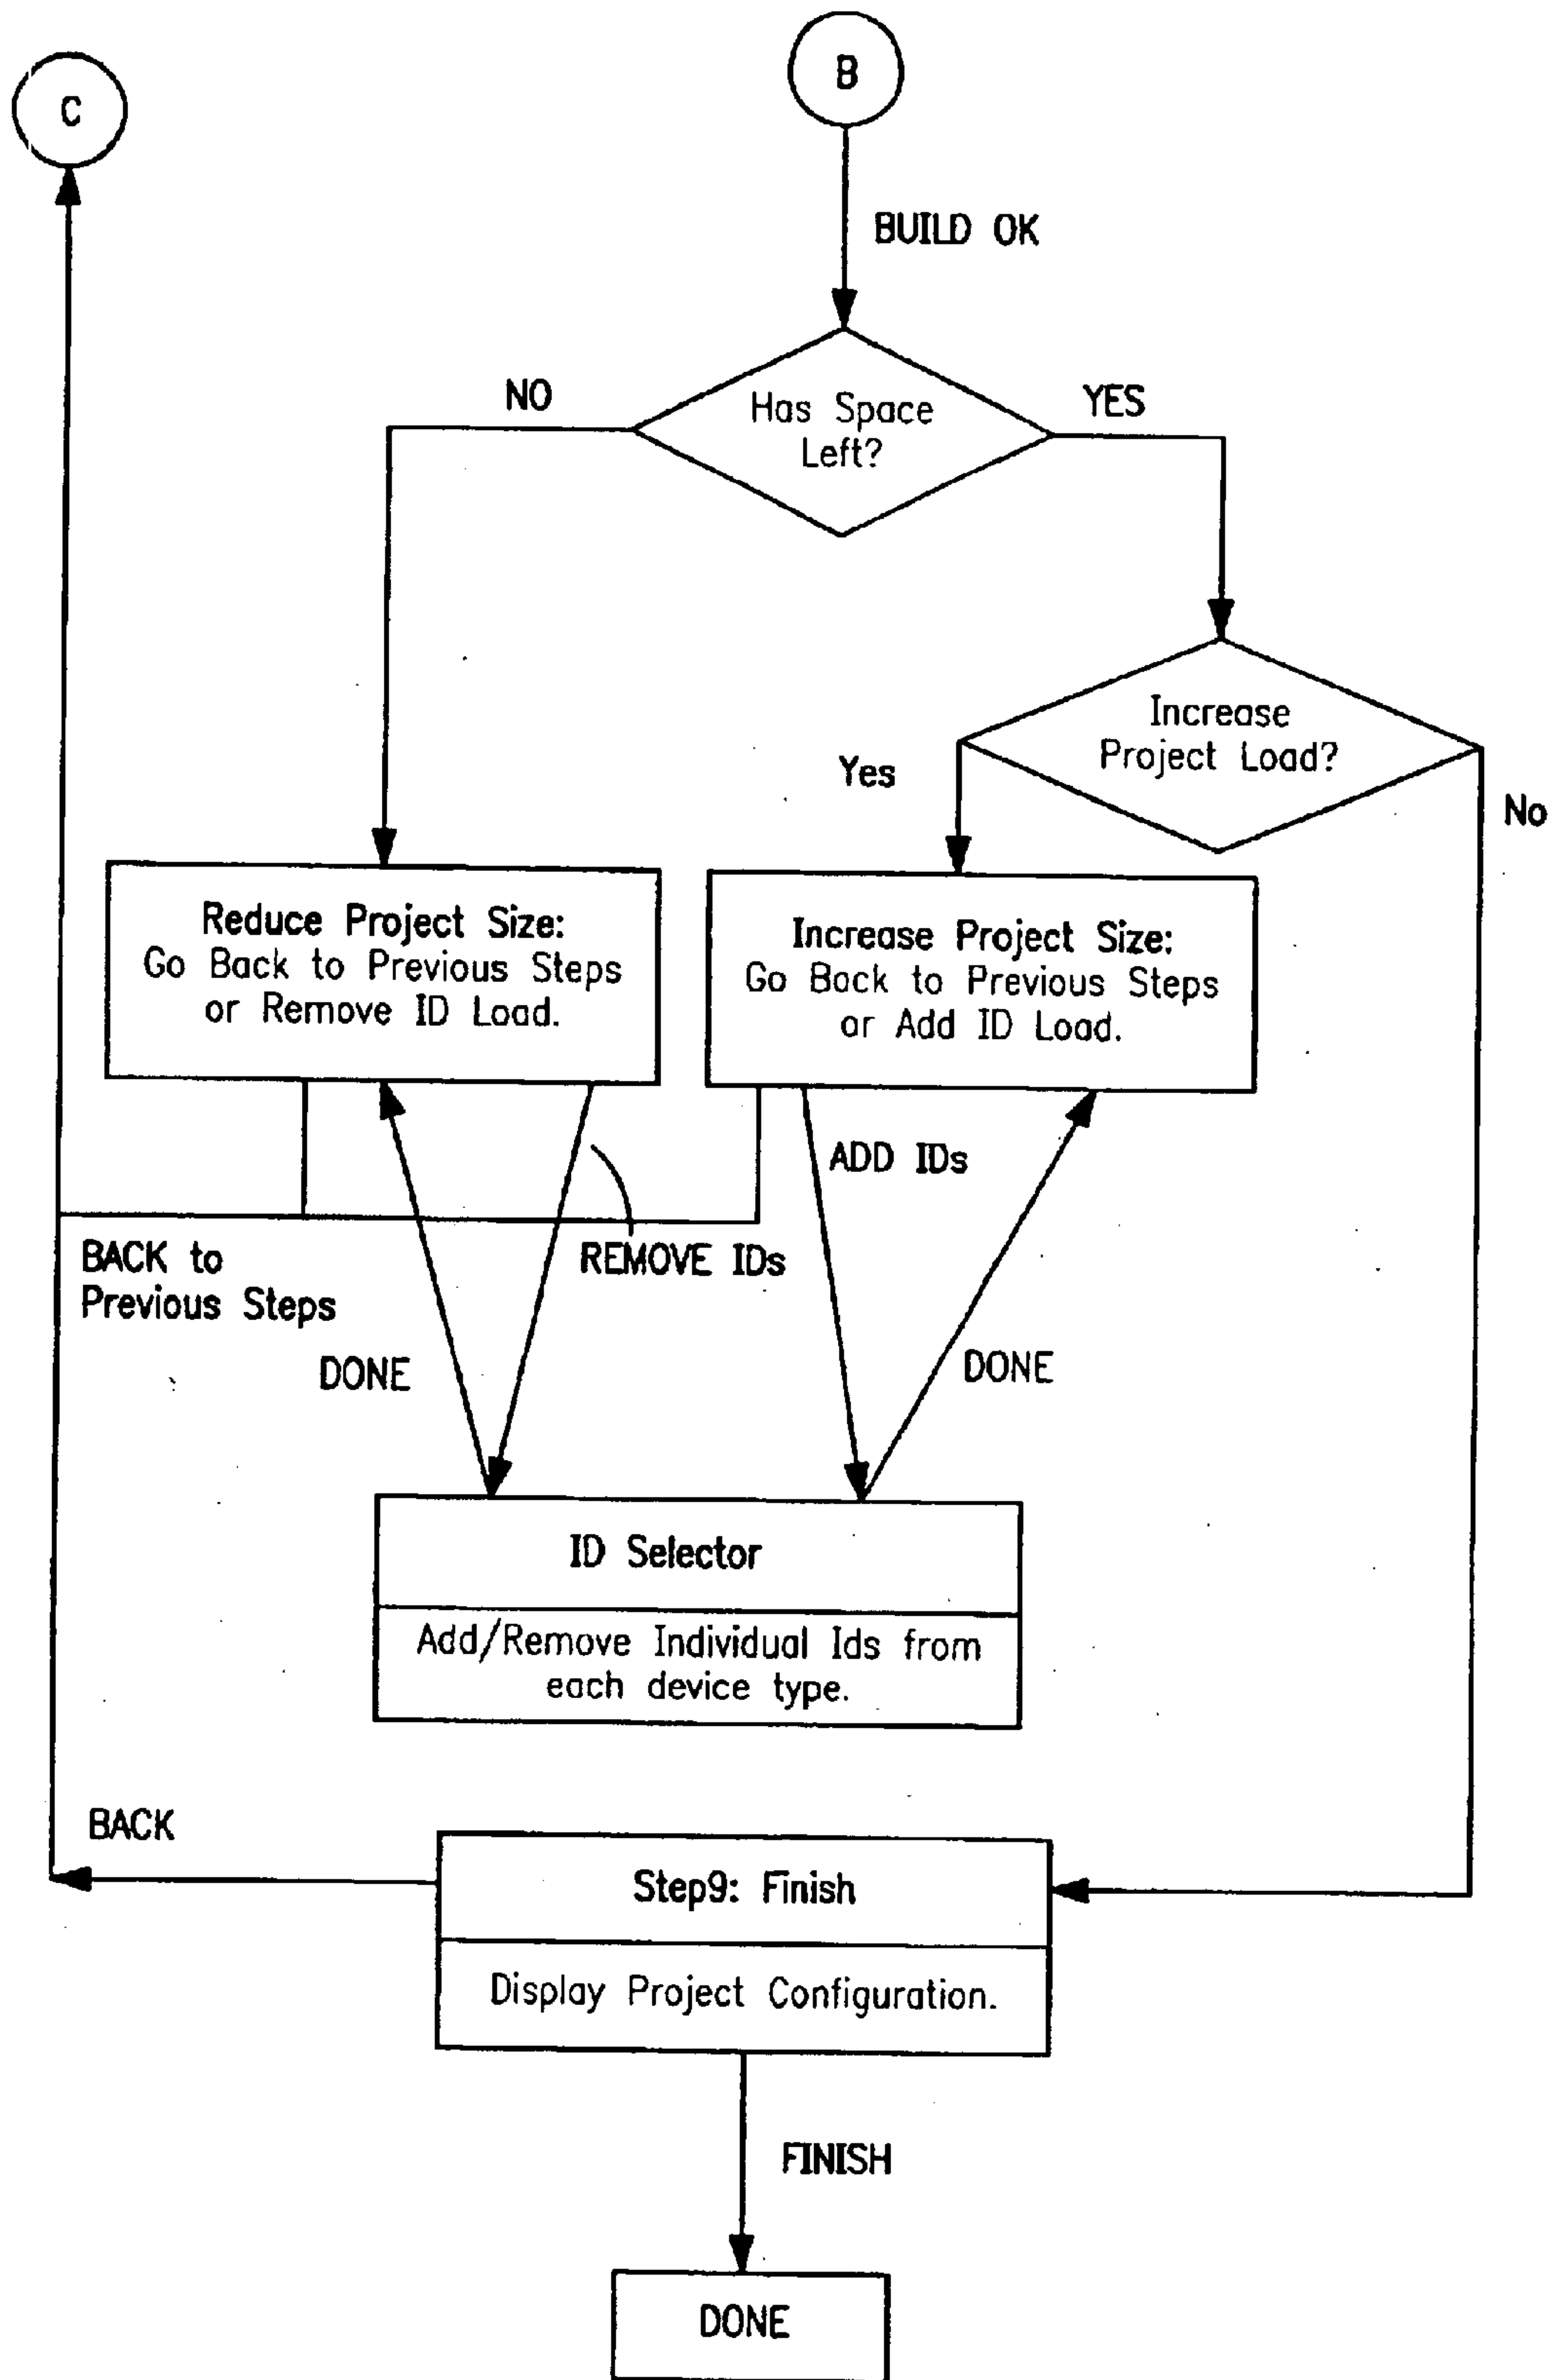 C
B
BUILD OK
NO
Has Space
Left?
YES
Increase
Project Load?
Yes
No
Reduce Project Size:
Go Back to Previous Steps
or Remove ID Load.
Increase Project Size:
Go Back to Previous Steps
or Add ID Load.
ADD IDs
REMOVE IDs
BACK to
Previous Steps
DONE
DONE
ID Selector
Add/Remove Individual Ids from
each device type.
BACK
Step9: Finish
Display Project Configuration.
FINISH
DONE